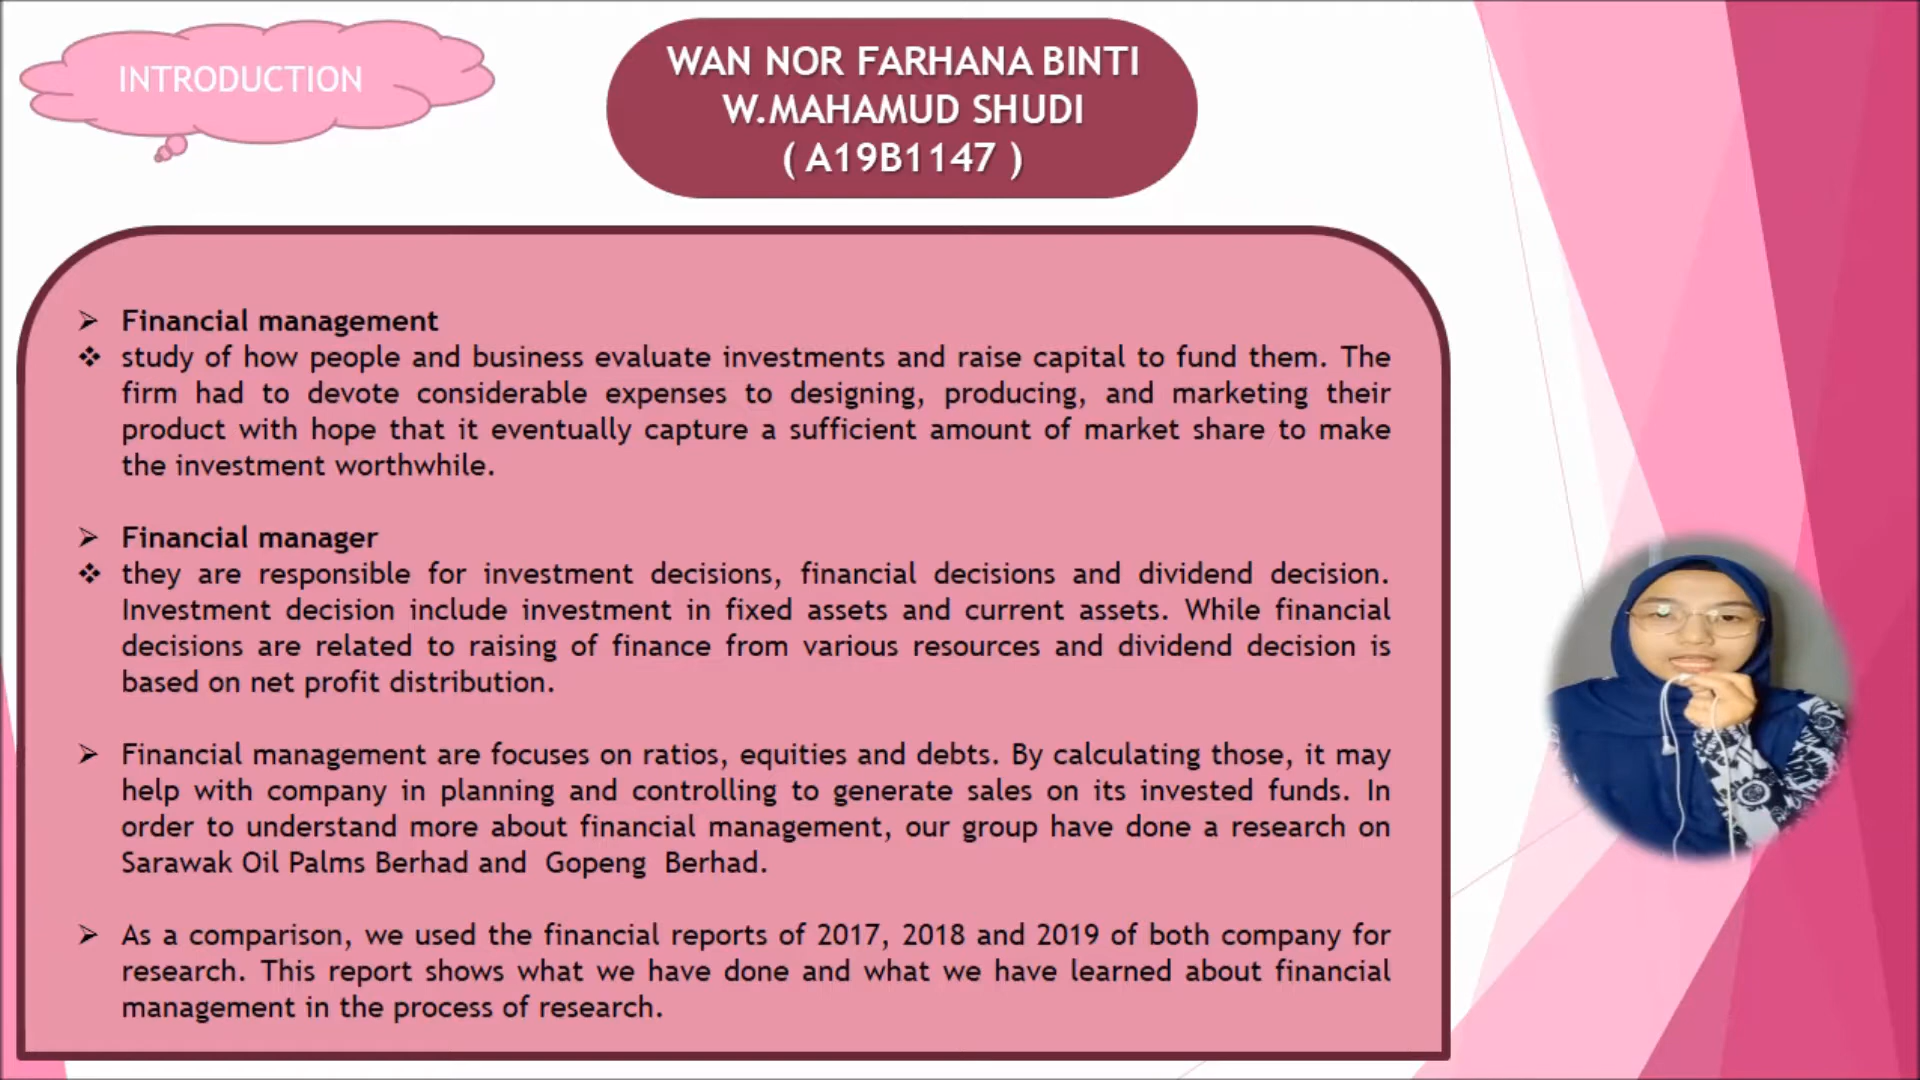 INTRODUCTION
WAN NOR FARHANA BINTI
W.MAHAMUD SHUDI
( A19B1147 )
Financial management
study of how people and business evaluate investments and raise capital to fund them. The
firm had to devote considerable expenses to designing, producing, and marketing their
product with hope that it eventually capture a sufficient amount of market share to make
the investment worthwhile.
Financial manager
they are responsible for investment decisions, financial decisions and dividend decision.
Investment decision include investment in fixed assets and current assets. While financial
decisions are related to raising of finance from various resources and dividend decision is
based on net profit distribution.
Financial management are focuses on ratios, equities and debts. By calculating those, it may
help with company in planning and controlling to generate sales on its invested funds. In
order to understand more about financial management, our group have done a research on
Sarawak Oil Palms Berhad and Gopeng Berhad.
As a comparison, we used the financial reports of 2017, 2018 and 2019 of both company for
research. This report shows what we have done and what we have learned about financial
management in the process of research.